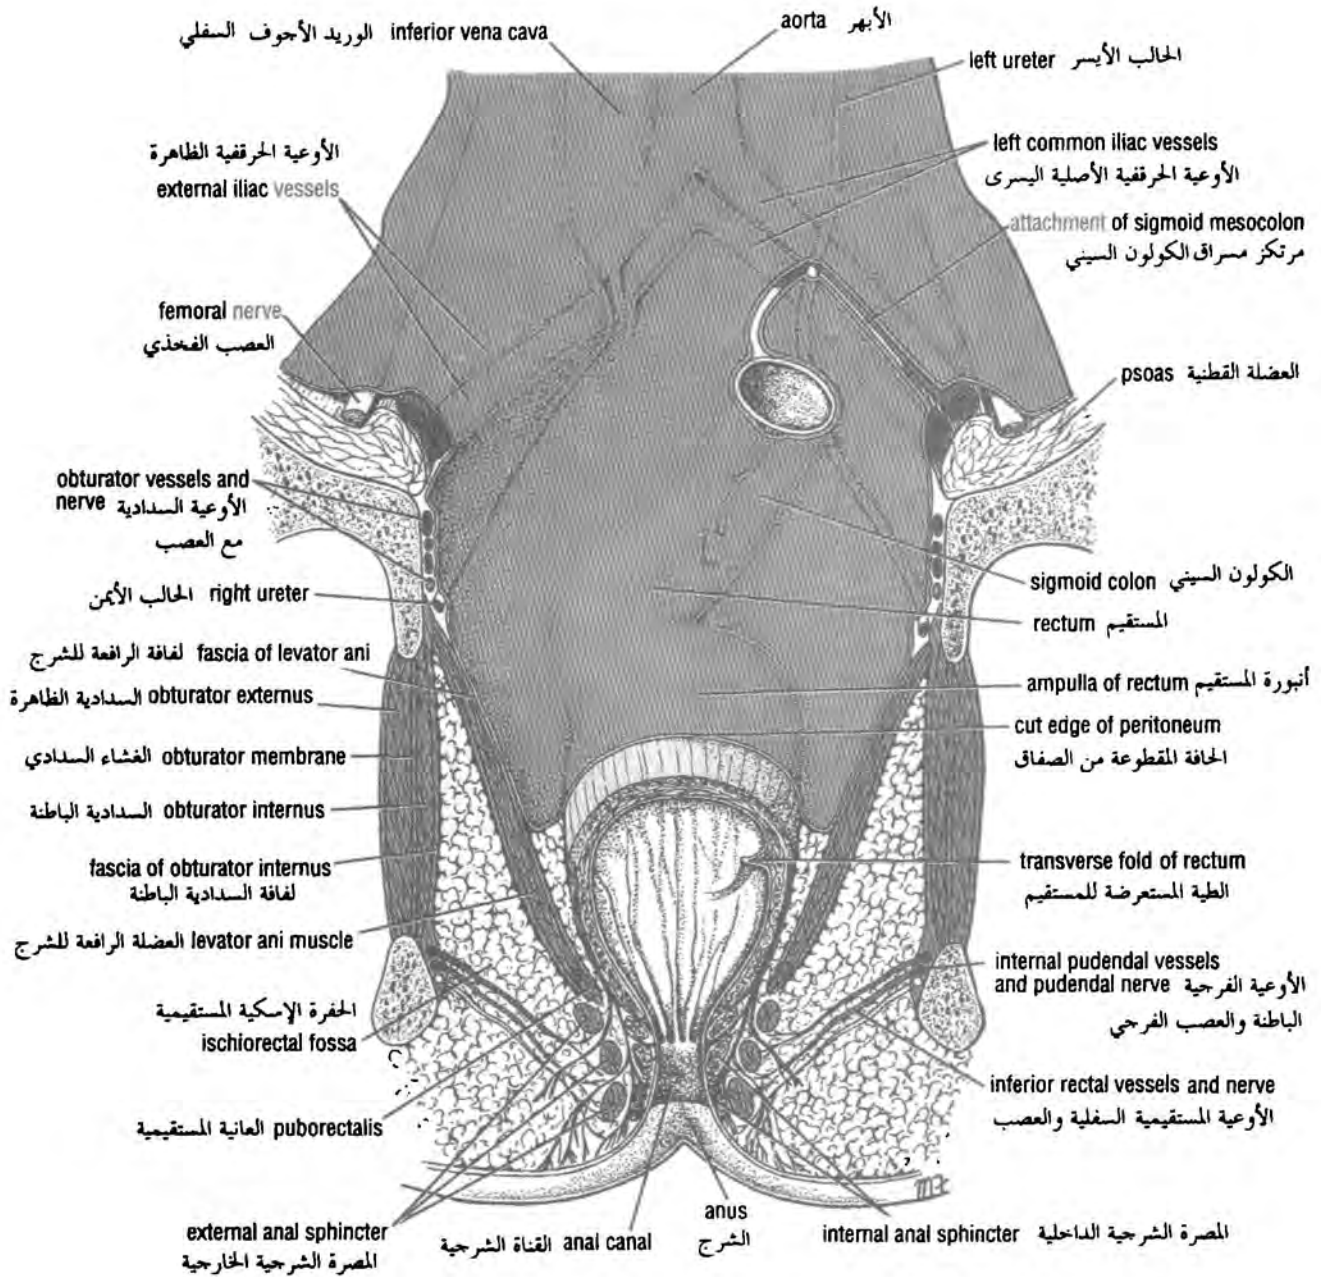 aorta الأبهر
الوريد الأجوف السفلي inferior vena cava
left ureter الحالب الأيسر
الأوعية الحرقفية الظاهرة
external iliac vessels
left common iliac vessels
الأوعية الحرقفية الأصلية اليسرى
attachment of sigmoid mesocolon
مرتكز مسراق الكولون السيني
femoral nerve
العصب الفخذي
psoas العضلة القطنية
obturator vessels and
nerve الأوعية السدادية
مع العصب
الحالب الأيمن right ureter
sigmoid colon الكولون السيني
rectum المستقيم
لفافة الرافعة للشرج fascia of levator ani
السدادية الظاهرة obturator externus
ampulla of rectum أنبورة المستقيم
cut edge of peritoneum
الحافة المقطوعة من الصفاق
الغشاء السدادي obturator membrane
السدادية الباطنة obturator internus
fascia of obturator internus
لفافة السدادية الباطنة
transverse fold of rectum
الطية المستعرضة للمستقيم
العضلة الرافعة للشرج levator ani muscle
internal pudendal vessels
and pudendal nerve الأوعية الفرجية
الباطنة والعصب الفرجي
الحفرة الإسكية المستقيمية
ischiorectal fossa
inferior rectal vessels and nerve
الأوعية المستقيمية السفلية والعصب
العانية المستقيمية puborectalis
external anal sphincter
المصرة الشرجية الخارجية
القناة الشرجية anal canal
anus
الشرج
internal anal sphincter المصرة الشرجية الداخلية